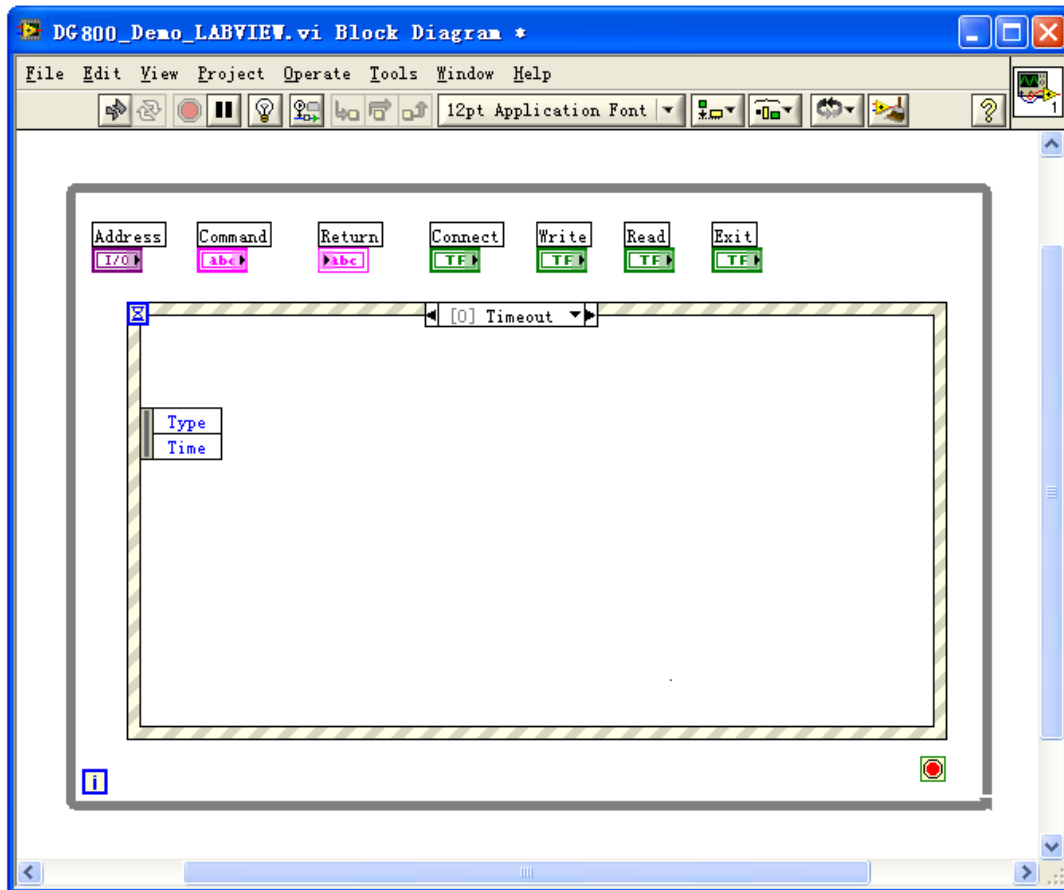 DG800_Demo_LABVIEW.vi Block Diagram *
File Edit View Project Operate Tools Window Help
12pt Application Font
1
Address Command Return Connect Write Read Exit
I/O abc abc TF TF TF TF
[0] Timeout
Type
Time
i